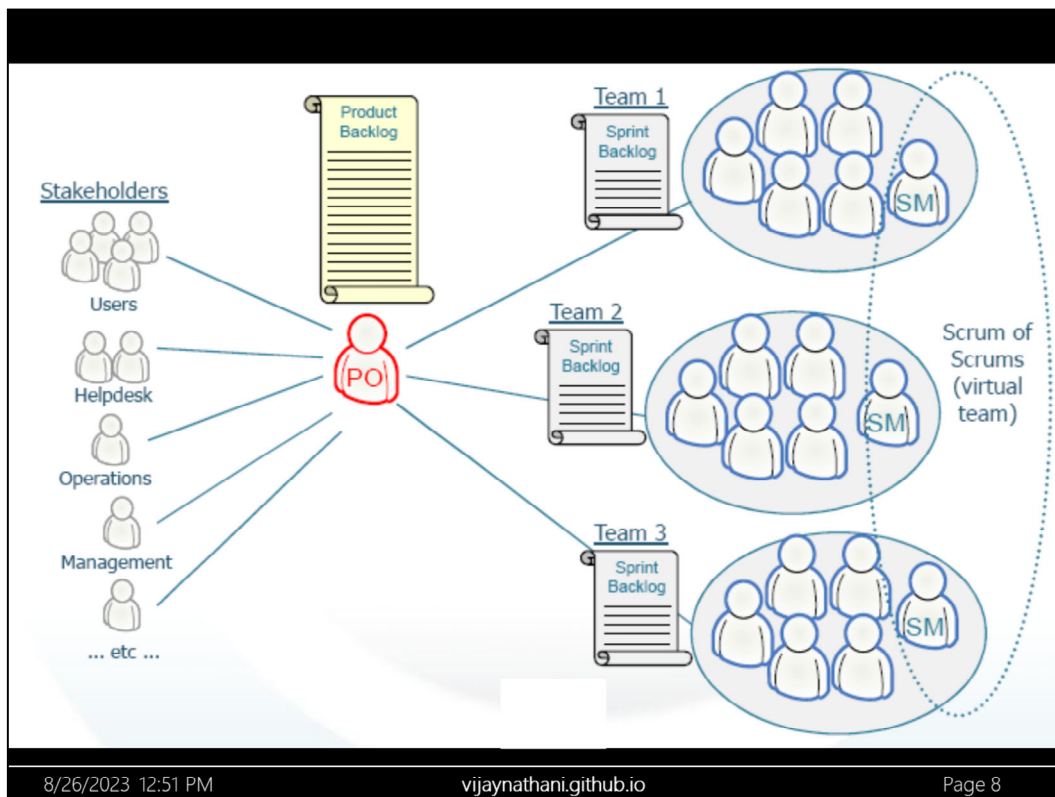 Stakeholders
Users
Helpdesk
Operations
Management
... etc ...
Product
Backlog
PO
Team 1
Sprint
Backlog
SM
Team 2
Sprint
Backlog
SM
Team 3
Sprint
Backlog
SM
Scrum of
Scrums
(virtual
team)
8/26/2023 12:51 PM
vijaynathani.github.io
Page 8